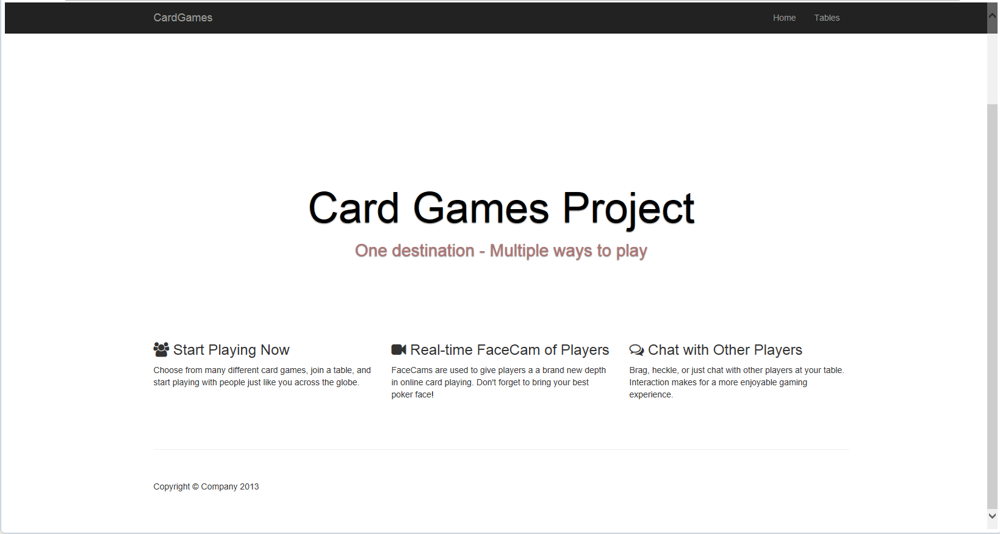 CardGames
Home
Tables
Card Games Project
One destination - Multiple ways to play
Start Playing Now
Choose from many different card games, join a table, and
start playing with people just like you across the globe.
Real-time FaceCam of Players
FaceCams are used to give players a a brand new depth
in online card playing. Don't forget to bring your best
poker face!
Chat with Other Players
Brag, heckle, or just chat with other players at your table.
Interaction makes for a more enjoyable gaming
experience.
Copyright © Company 2013